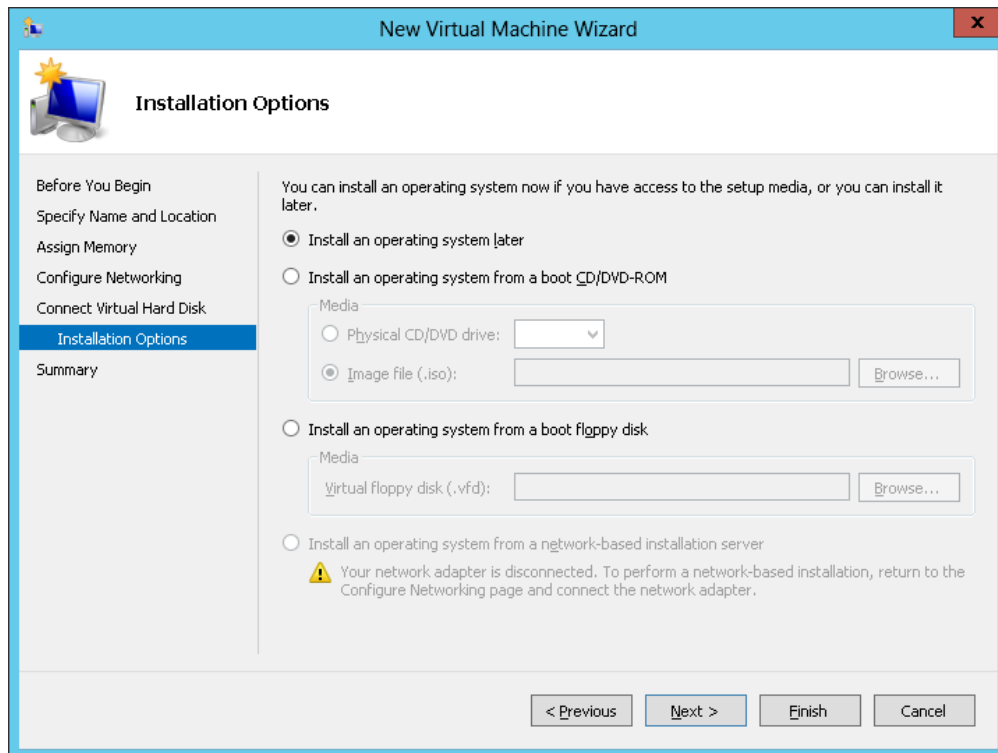 New Virtual Machine Wizard
x
Installation Options
Before You Begin
Specify Name and Location
Assign Memory
Configure Networking
Connect Virtual Hard Disk
Installation Options
Summary
You can install an operating system now if you have access to the setup media, or you can install it
later.
Install an operating system later
Install an operating system from a boot CD/DVD-ROM
Media
Physical CD/DVD drive:
Image file (.iso):
Browse...
Install an operating system from a boot floppy disk
Media
Virtual floppy disk (.vfd):
Browse...
Install an operating system from a network-based installation server
Your network adapter is disconnected. To perform a network-based installation, return to the
Configure Networking page and connect the network adapter.
< Previous
Next >
Finish
Cancel